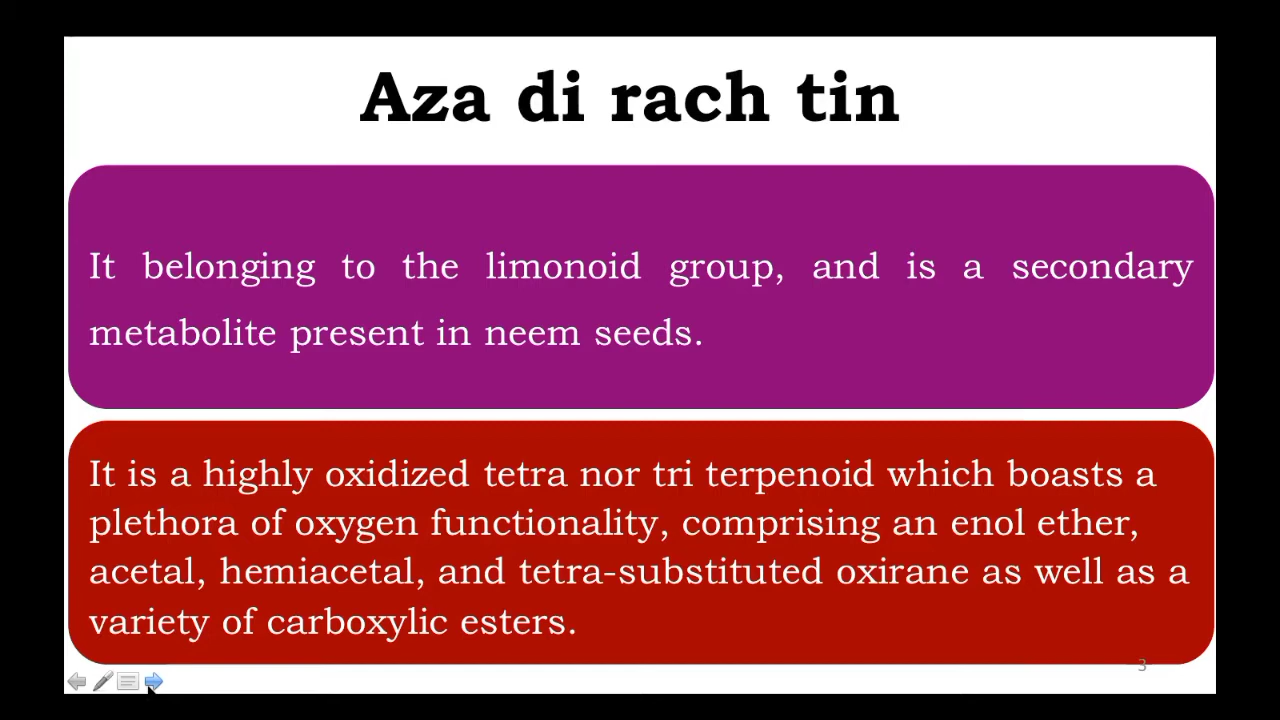 Aza di rach tin
It belonging to the limonoid group, and is a secondary
metabolite present in neem seeds.
It is a highly oxidized tetra nor tri terpenoid which boasts a
plethora of oxygen functionality, comprising an enol ether,
acetal, hemiacetal, and tetra-substituted oxirane as well as a
variety of carboxylic esters.
3